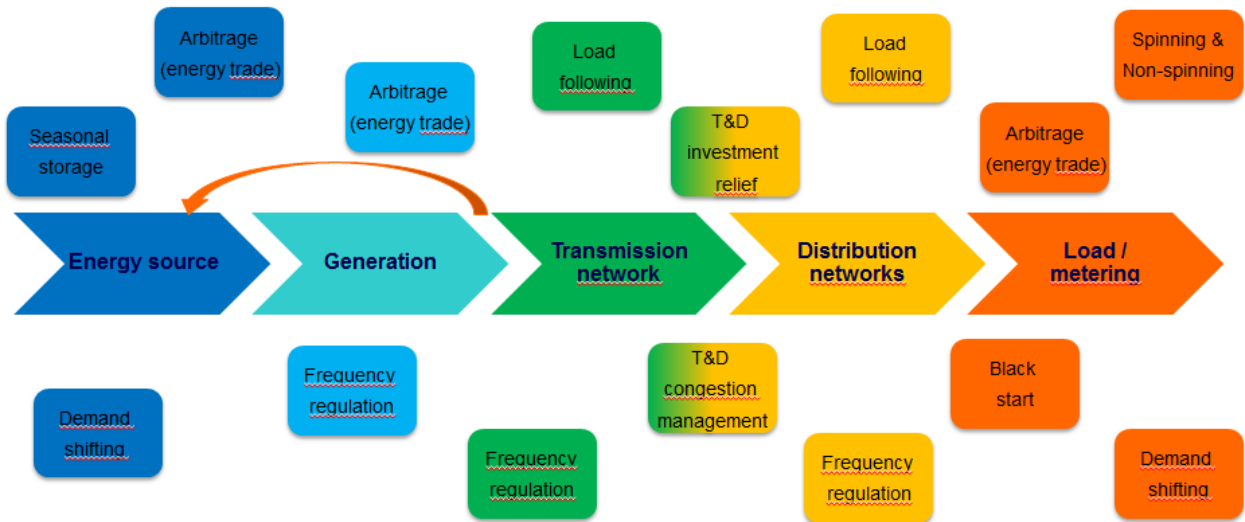 Arbitrage
(energy trade)
Load
following
Load
following
Spinning &
Non-spinning
Arbitrage
(energy trade)
Seasonal
storage
T&D
investment
relief
Arbitrage
(energy trade)
Energy source
Generation
Transmission
network
Distribution
networks
Load /
metering
Frequency
regulation
T&D
congestion
management
Black
start
Demand
shifting
Frequency
regulation
Frequency
regulation
Demand
shifting